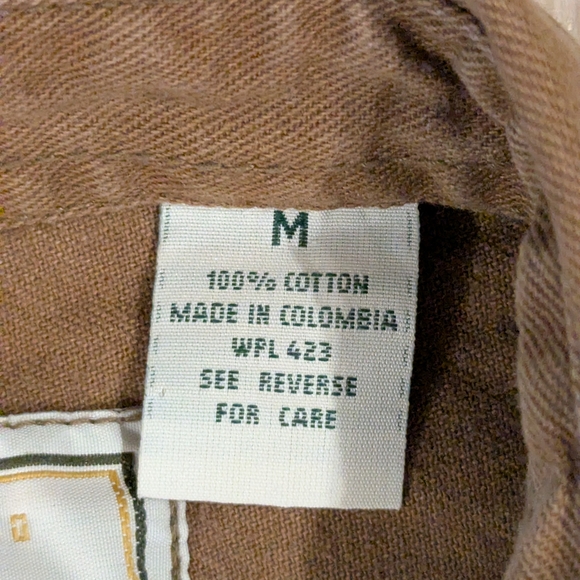 M
100% COTTON
MADE IN COLOMBIA
WPL 423
SEE REVERSE
FOR CARE